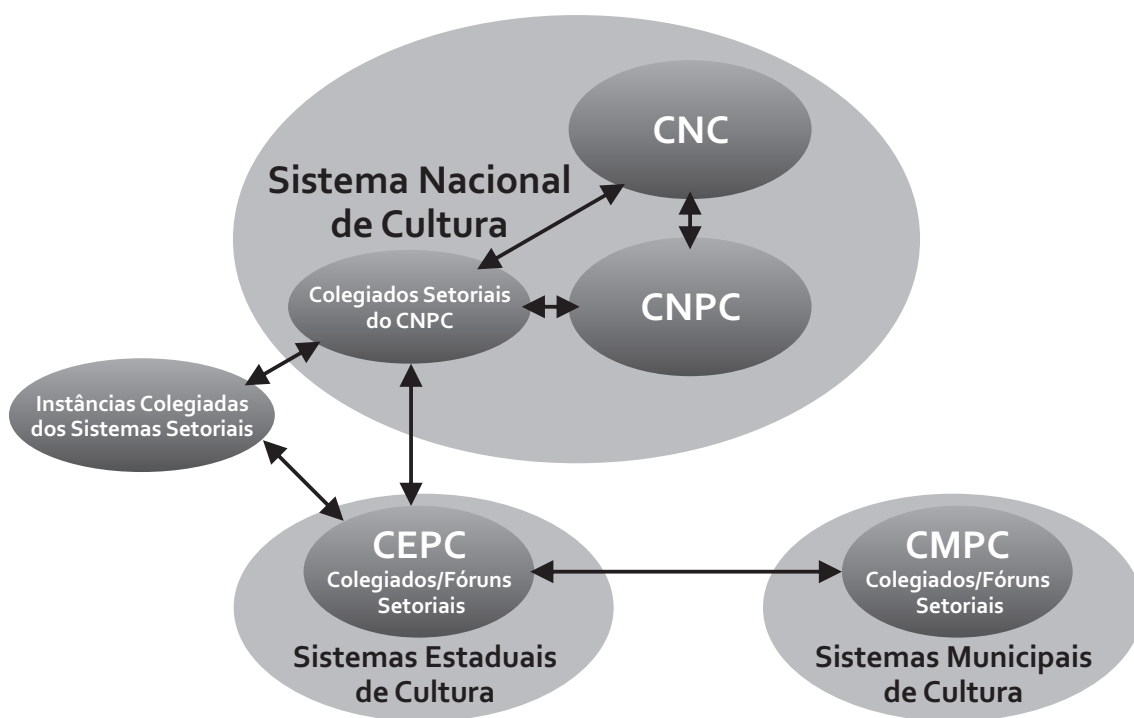 CNC
Sistema Nacional
de Cultura
Colegiados Setoriais
do CNPC
CNPC
Instâncias Colegiadas
dos Sistemas Setoriais
CEPC
Colegiados/Fóruns
Setoriais
Sistemas Estaduais
de Cultura
CMPC
Colegiados/Fóruns
Setoriais
Sistemas Municipais
de Cultura